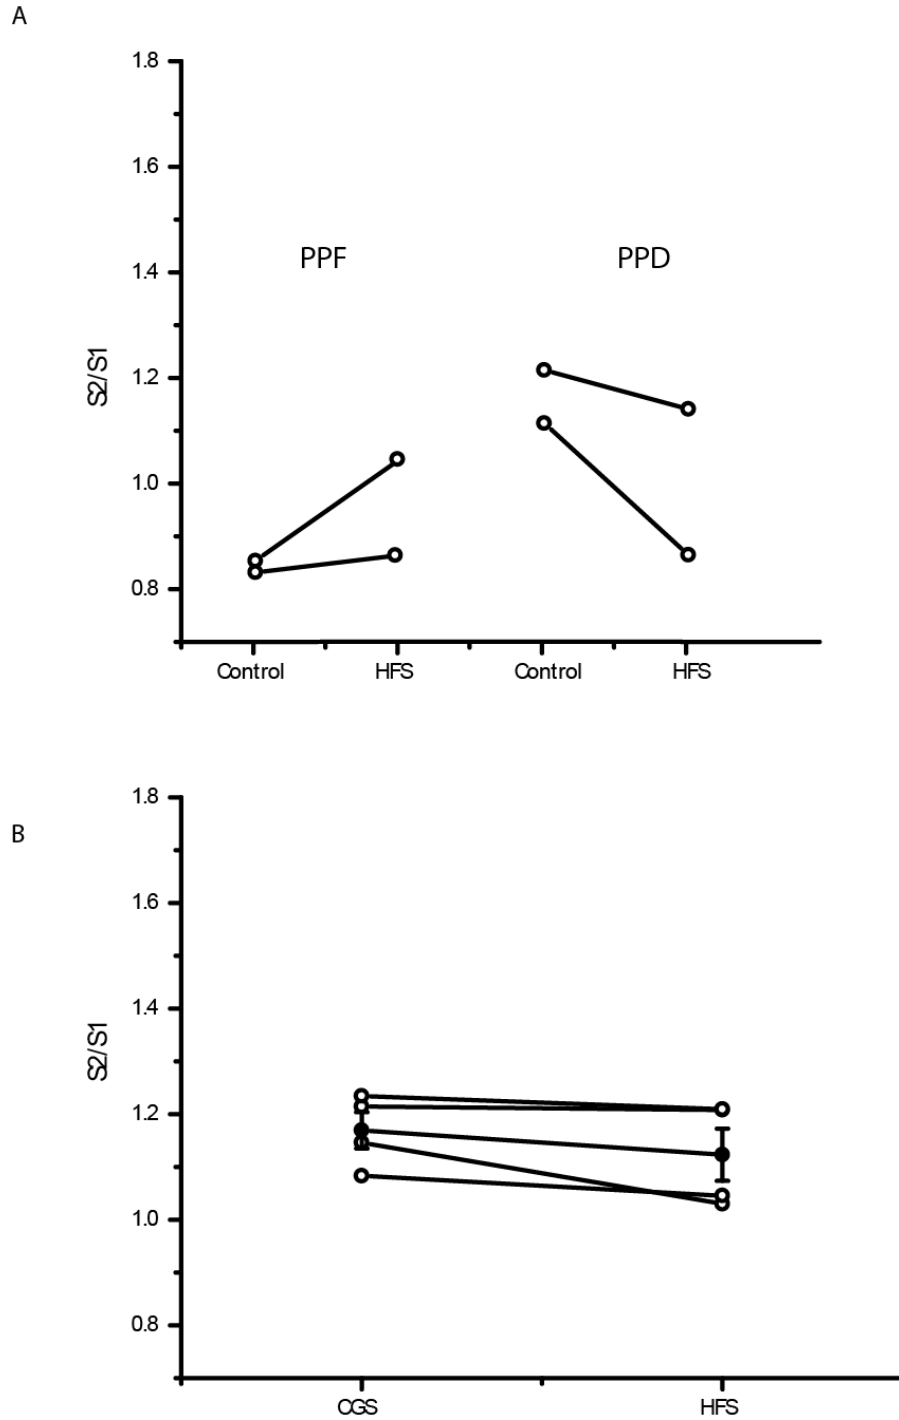 A
1.8
1.6
PPF PPD
1.4
1.2
S2/S1
1.0
0.8
Control HFS Control HFS
B
1.8
1.6
1.4
S2/S1
1.2
1.0
0.8
CGS HFS